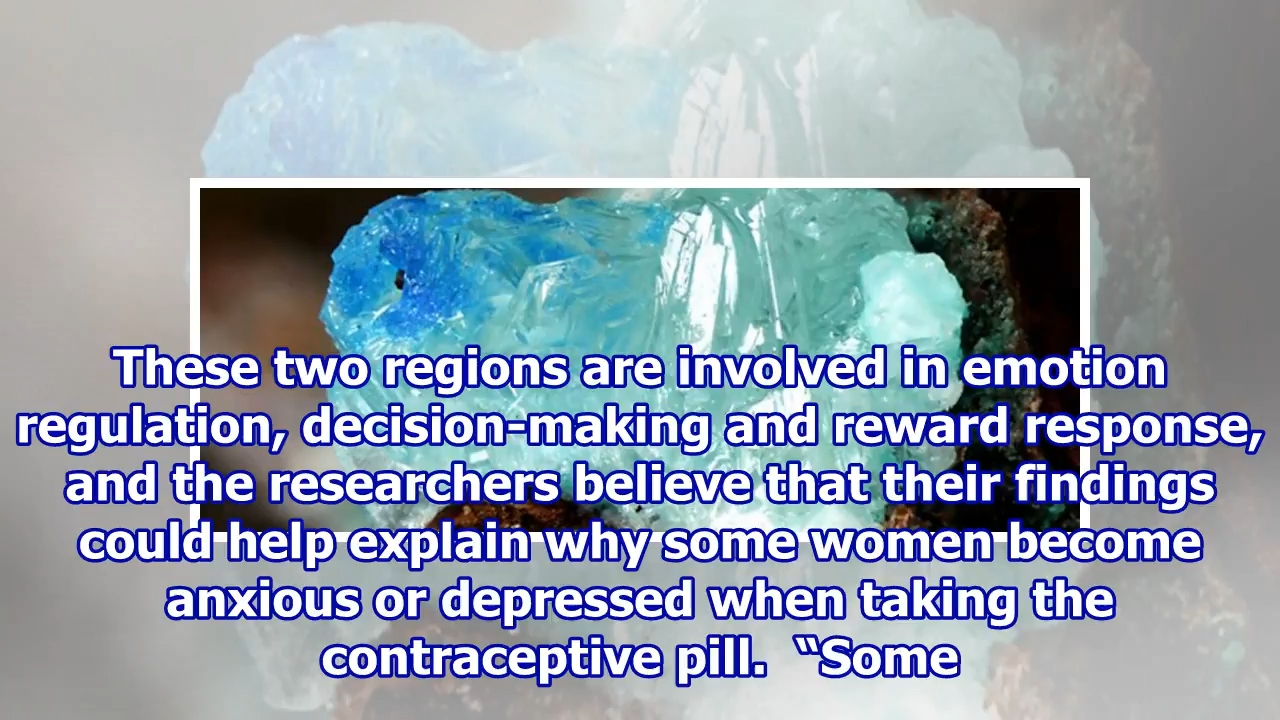 These two regions are involved in emotion
regulation, decision-making and reward response,
and the researchers believe that their findings
could help explain why some women become
anxious or depressed when taking the
contraceptive pill.  “Some